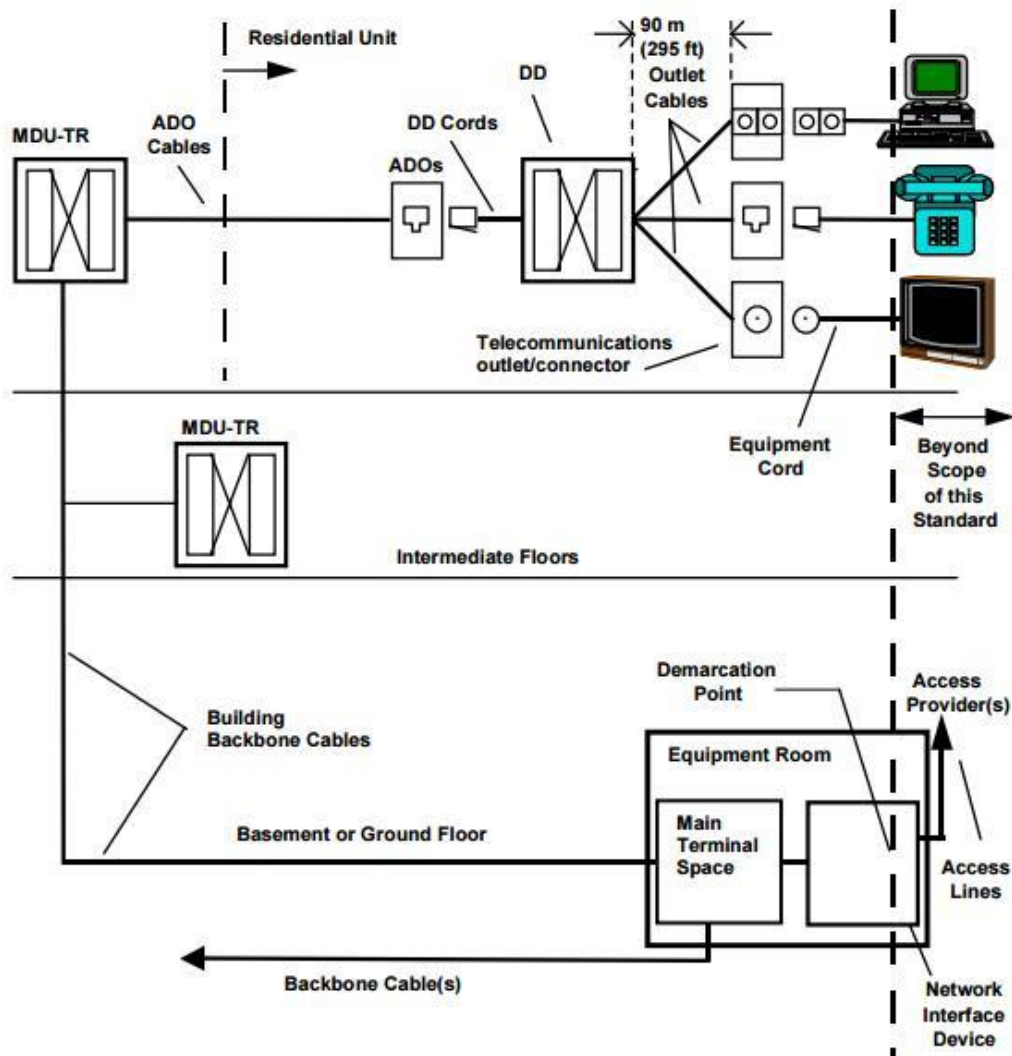 Residential Unit
90 m
(295 ft)
Outlet
Cables
DD
MDU-TR
ADO
Cables
DD Cords
ADOs
Telecommunications
outlet/connector
MDU-TR
Equipment
Cord
Beyond
Scope
of this
Standard
Intermediate Floors
Demarcation
Point
Access
Provider(s)
Building
Backbone Cables
Equipment Room
Basement or Ground Floor
Main
Terminal
Space
Access
Lines
Backbone Cable(s)
Network
Interface
Device